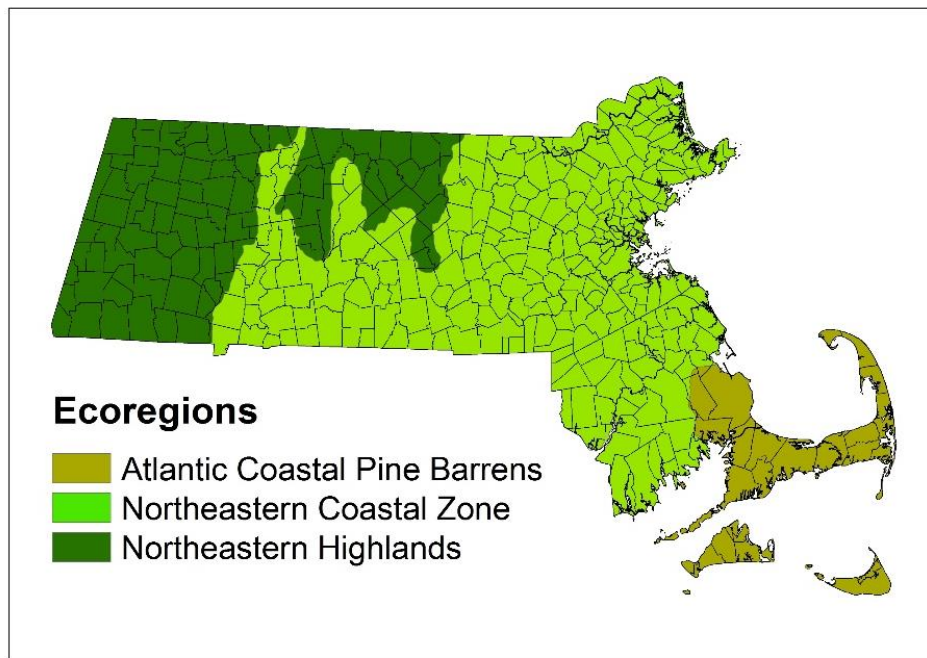 Ecoregions
Atlantic Coastal Pine Barrens
Northeastern Coastal Zone
Northeastern Highlands